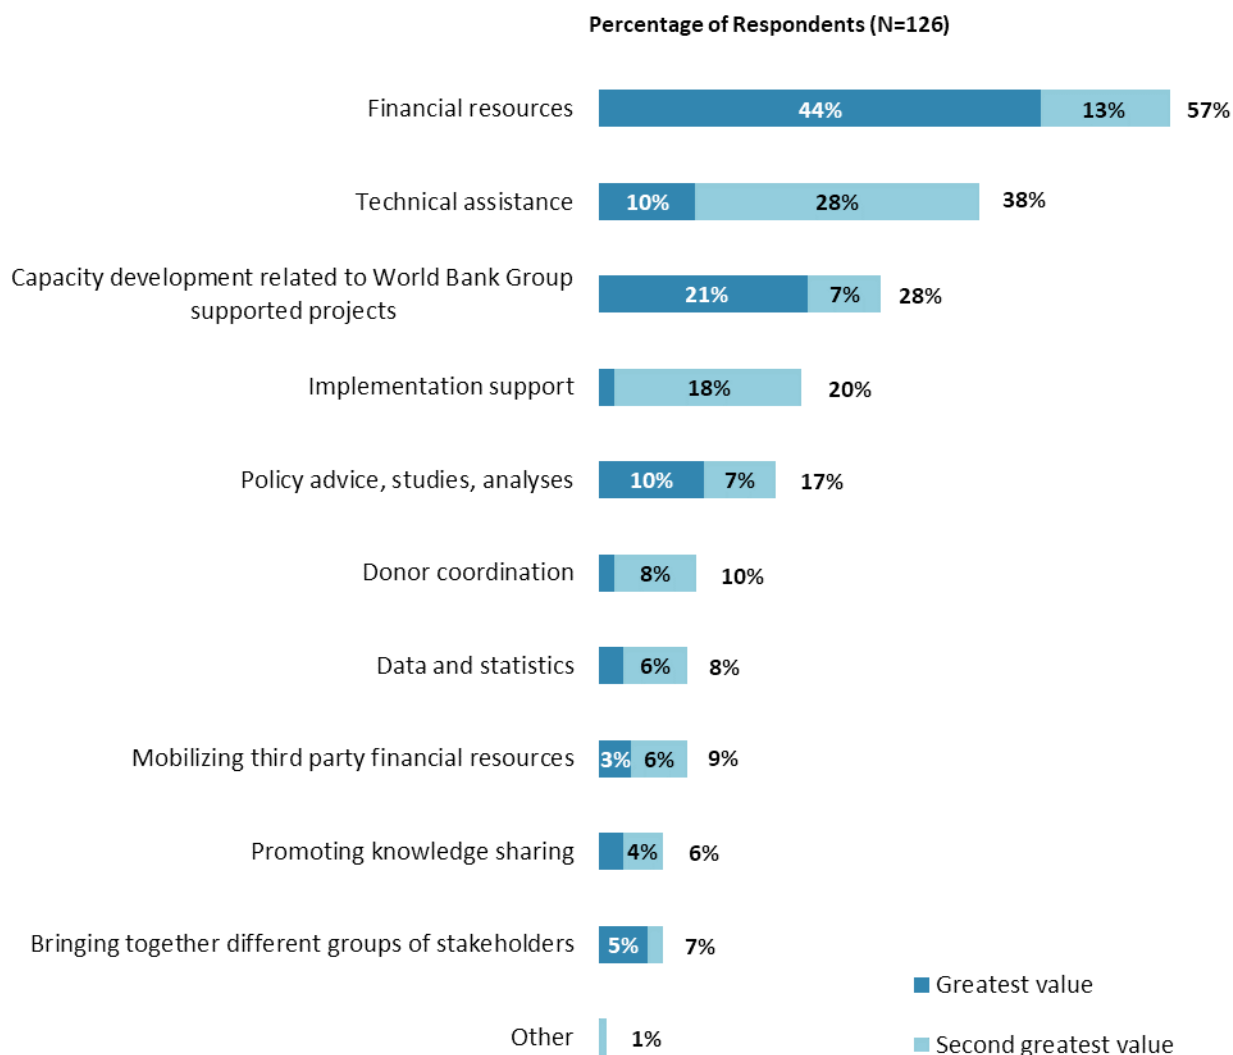 Percentage of Respondents (N=126)
Financial resources 44% 13% 57%
Technical assistance 10% 28% 38%
Capacity development related to World Bank Group
supported projects 21% 7% 28%
Implementation support 18% 20%
Policy advice, studies, analyses 10% 7% 17%
Donor coordination 8% 10%
Data and statistics 6% 8%
Mobilizing third party financial resources 3% 6% 9%
Promoting knowledge sharing 4% 6%
Bringing together different groups of stakeholders 5% 7%
Greatest value
Other 1%
Second greatest value